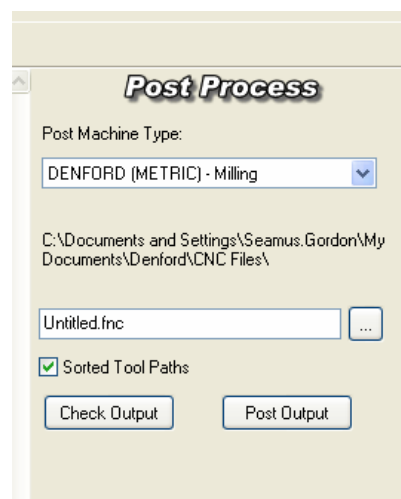 Post Process
Post Machine Type:
DENFORD (METRIC) - Milling
C:\Documents and Settings\Seamus.Gordon\My
Documents\Denford\CNC Files\
Untitled.fnc
...
Sorted Tool Paths
Check Output Post Output